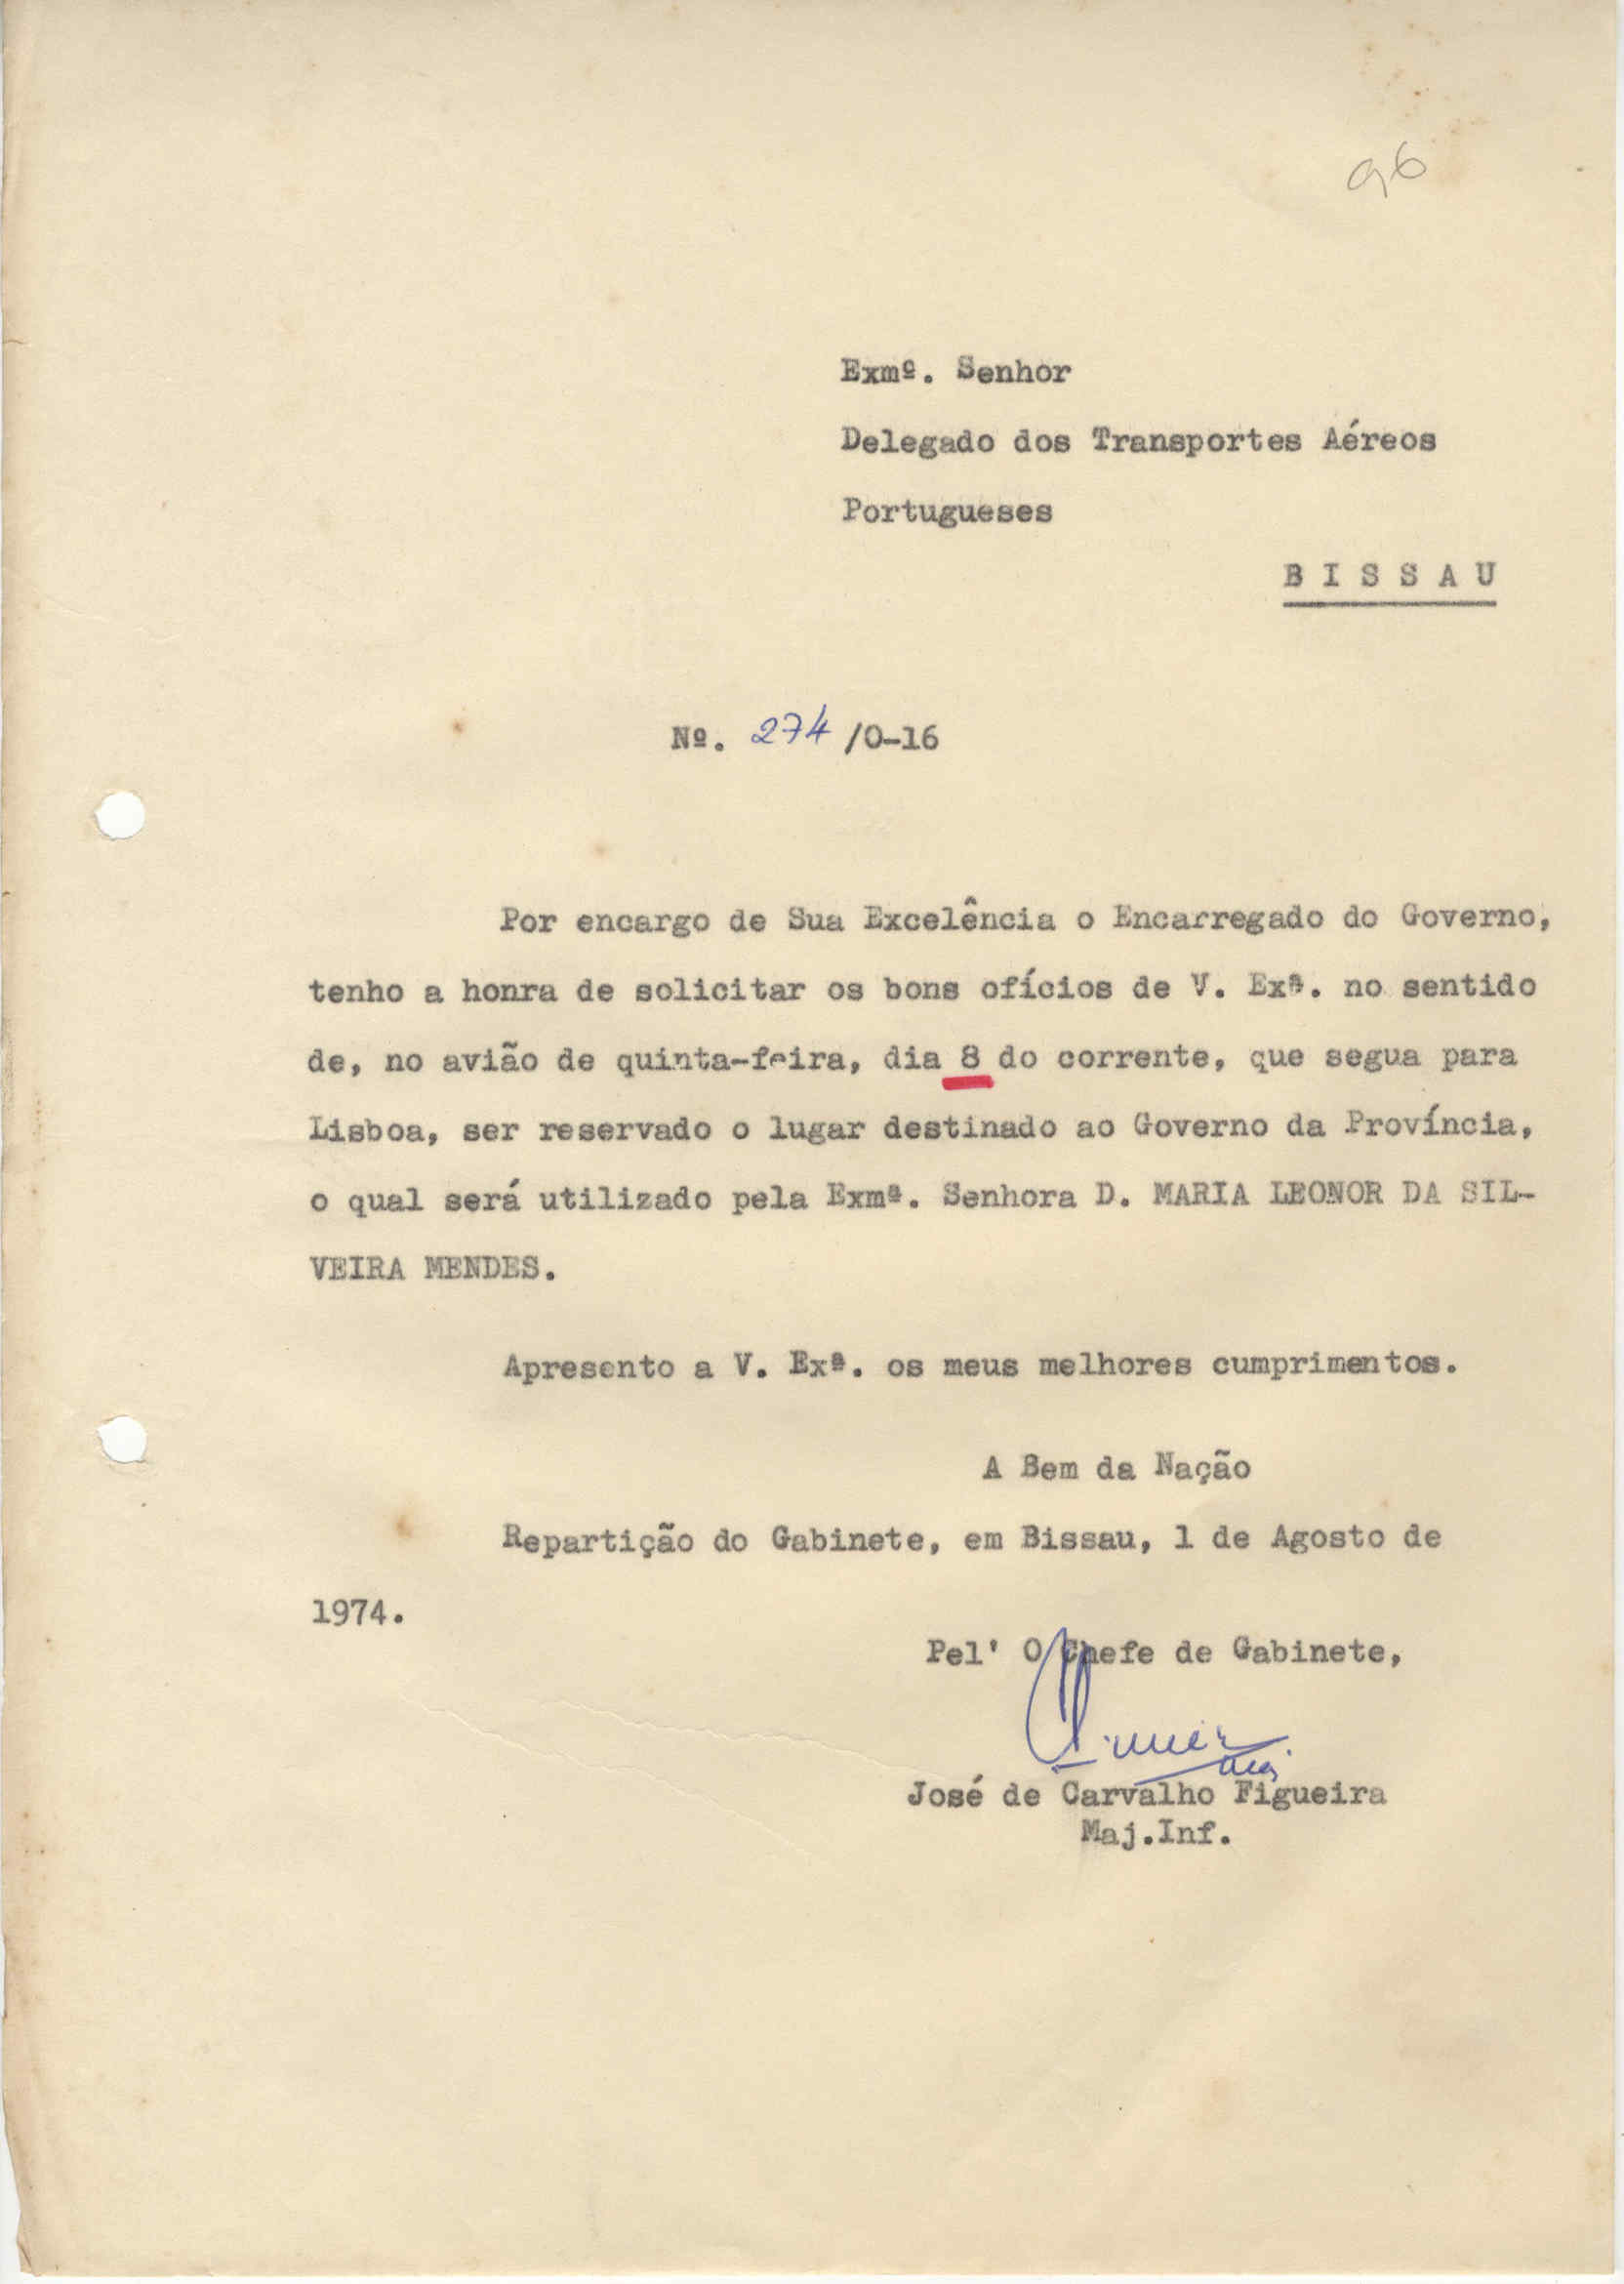 96
Exmº. Senhor
Delegado dos Transportes Aéreos
Portugueses
B I S S A U
Nº. 274 /0-16
Por encargo de Sua Excelência o Encarregado do Governo,
tenho a honra de solicitar os bons ofícios de V. Exª. no sentido
de, no avião de quinta-feira, dia 8 do corrente, que segua para
Lisboa, ser reservado o lugar destinado ao Governo da Província,
o qual será utilizado pela Exmª. Senhora D. MARIA LEONOR DA SIL-
VEIRA MENDES.
Apresento a V. Exª. os meus melhores cumprimentos.
A Bem da Nação
Repartição do Gabinete, em Bissau, 1 de Agosto de
1974.
Pel' O Chefe de Gabinete,
José de Carvalho Figueira
Maj.Inf.